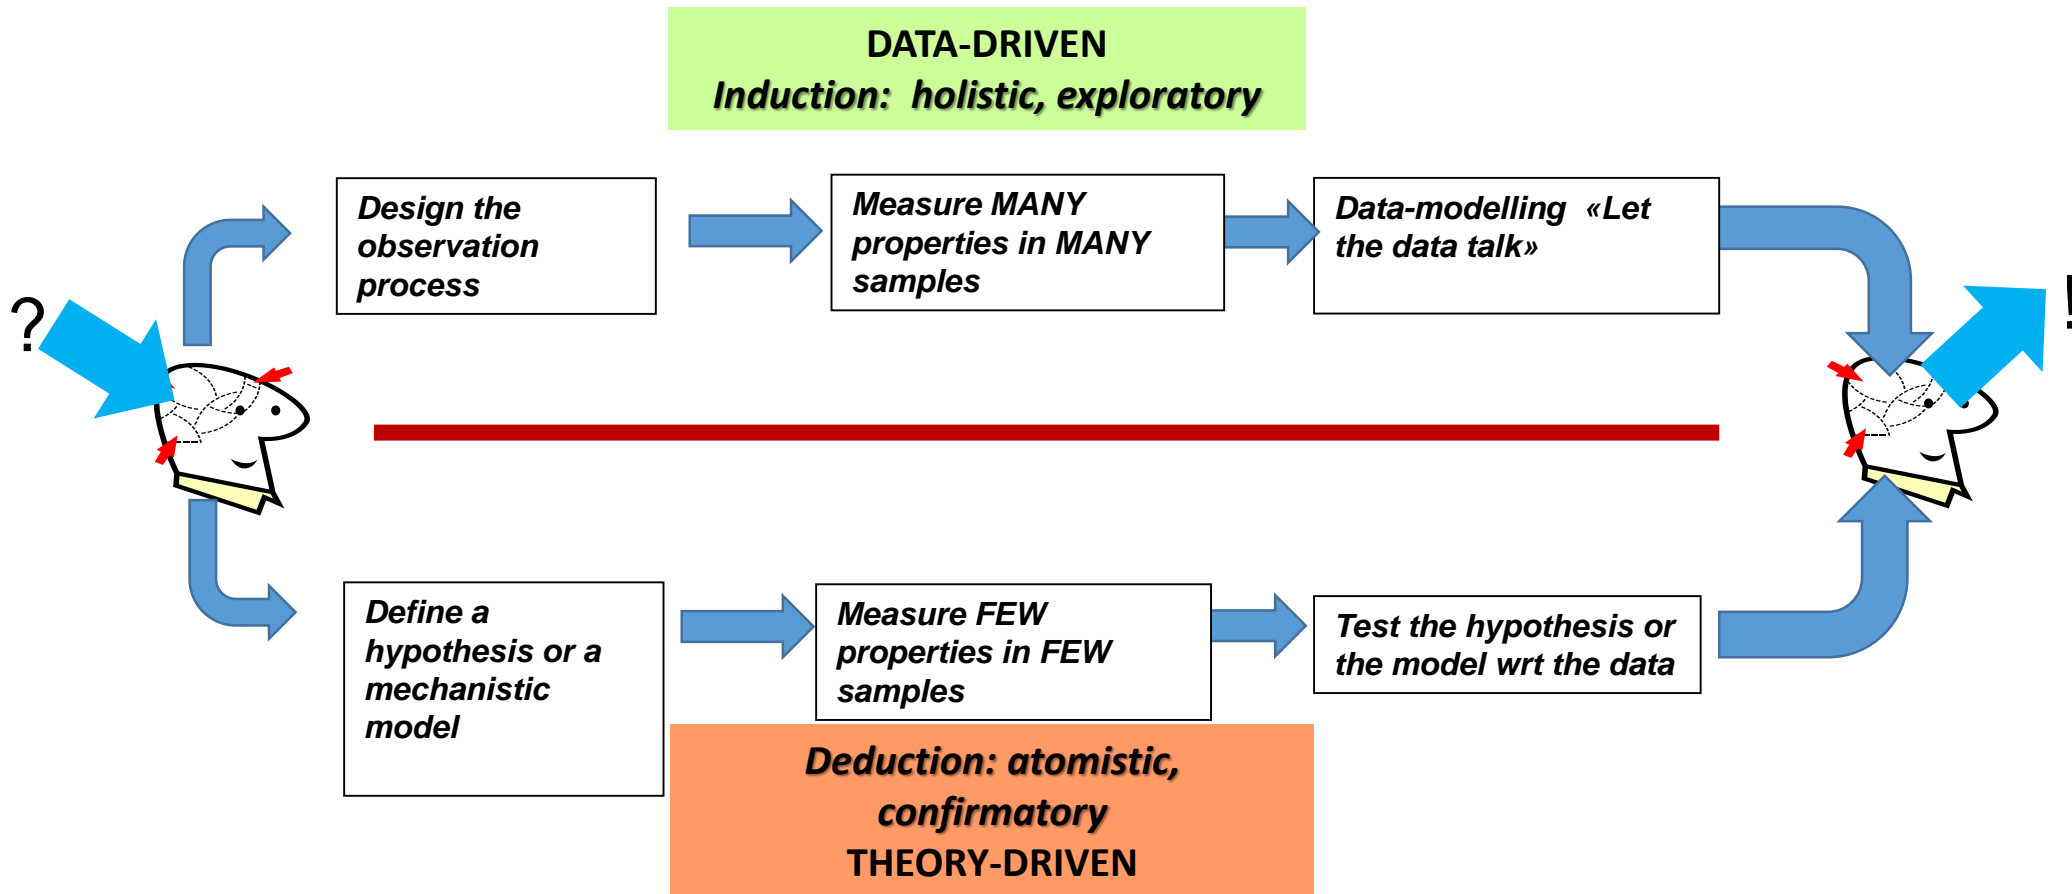 DATA-DRIVEN
Induction:  holistic, exploratory
Design the
observation
process
Measure MANY
properties in MANY
samples
Data-modelling  «Let
the data talk»
?
!
Define a
hypothesis or a
mechanistic
model
Measure FEW
properties in FEW
samples
Test the hypothesis or
the model wrt the data
Deduction: atomistic,
confirmatory
THEORY-DRIVEN